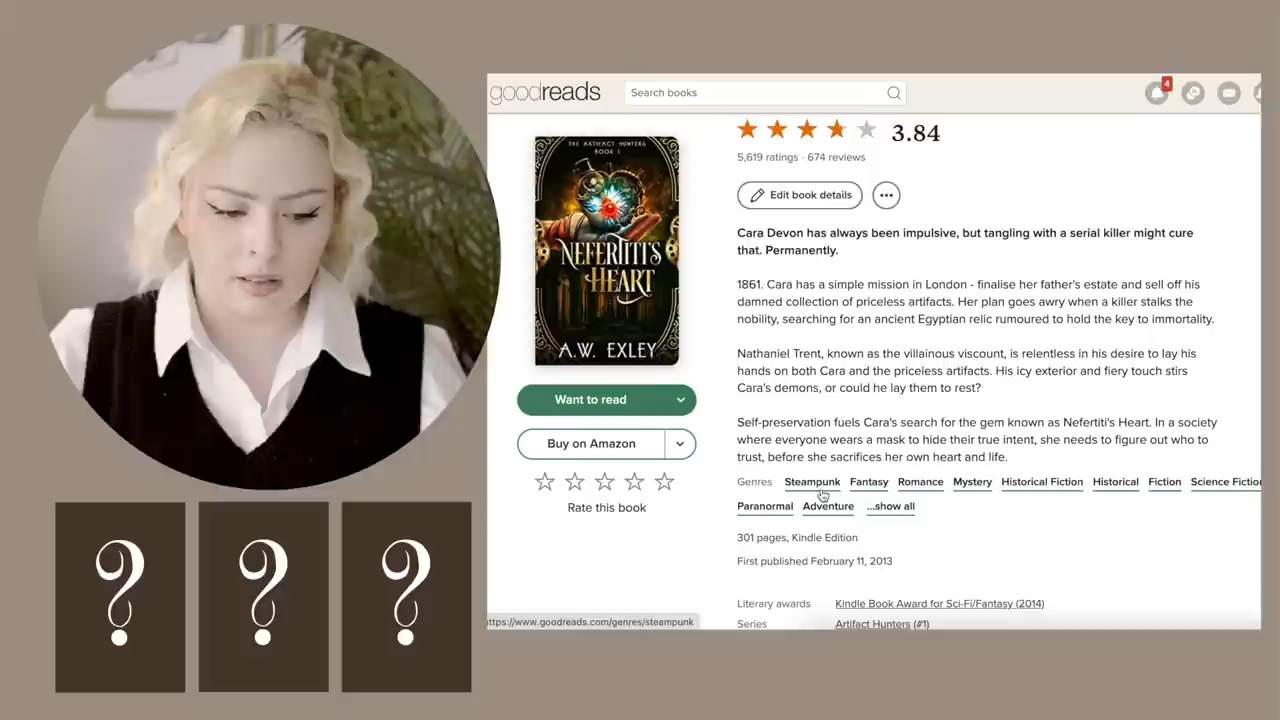 goodreads
Search books
4
THE ARTIFACT HUNTERS
BOOK 1
NEFERTITI'S
HEART
A.W. EXLEY
Want to read
Buy on Amazon
Rate this book
3.84
5,619 ratings · 674 reviews
Edit book details
Cara Devon has always been impulsive, but tangling with a serial killer might cure
that. Permanently.
1861. Cara has a simple mission in London - finalise her father's estate and sell off his
damned collection of priceless artifacts. Her plan goes awry when a killer stalks the
nobility, searching for an ancient Egyptian relic rumoured to hold the key to immortality.
Nathaniel Trent, known as the villainous viscount, is relentless in his desire to lay his
hands on both Cara and the priceless artifacts. His icy exterior and fiery touch stirs
Cara's demons, or could he lay them to rest?
Self-preservation fuels Cara's search for the gem known as Nefertiti's Heart. In a society
where everyone wears a mask to hide their true intent, she needs to figure out who to
trust, before she sacrifices her own heart and life.
Genres Steampunk Fantasy Romance Mystery Historical Fiction Historical Fiction Science Fiction
Paranormal Adventure ...show all
301 pages, Kindle Edition
First published February 11, 2013
Literary awards Kindle Book Award for Sci-Fi/Fantasy (2014)
Series Artifact Hunters (#1)
ttps://www.goodreads.com/genres/steampunk
? ? ?